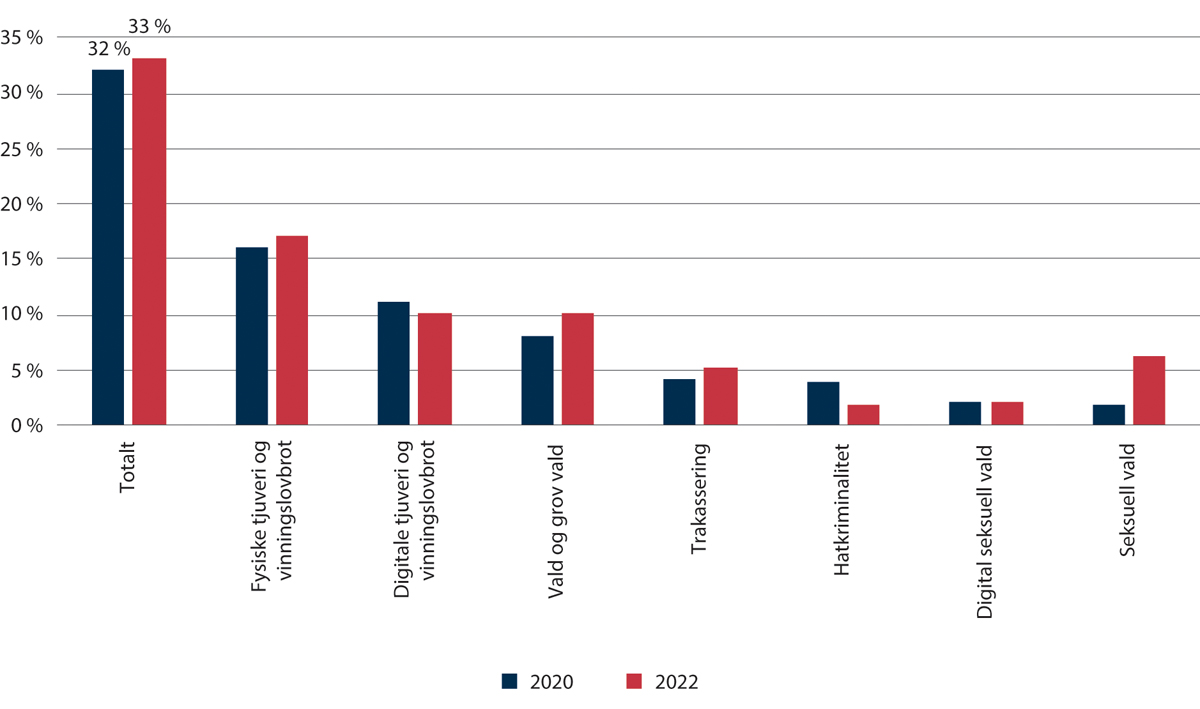 33 %
35 %
32 %
30 %
25 %
20 %
15 %
10 %
5 %
0 %
Totalt
Fysiske tjuveri og
vinningslovbrot
Digitale tjuveri og
vinningslovbrot
Vald og grov vald
Trakassering
Hatkriminalitet
Digital seksuell vald
Seksuell vald
2020
2022